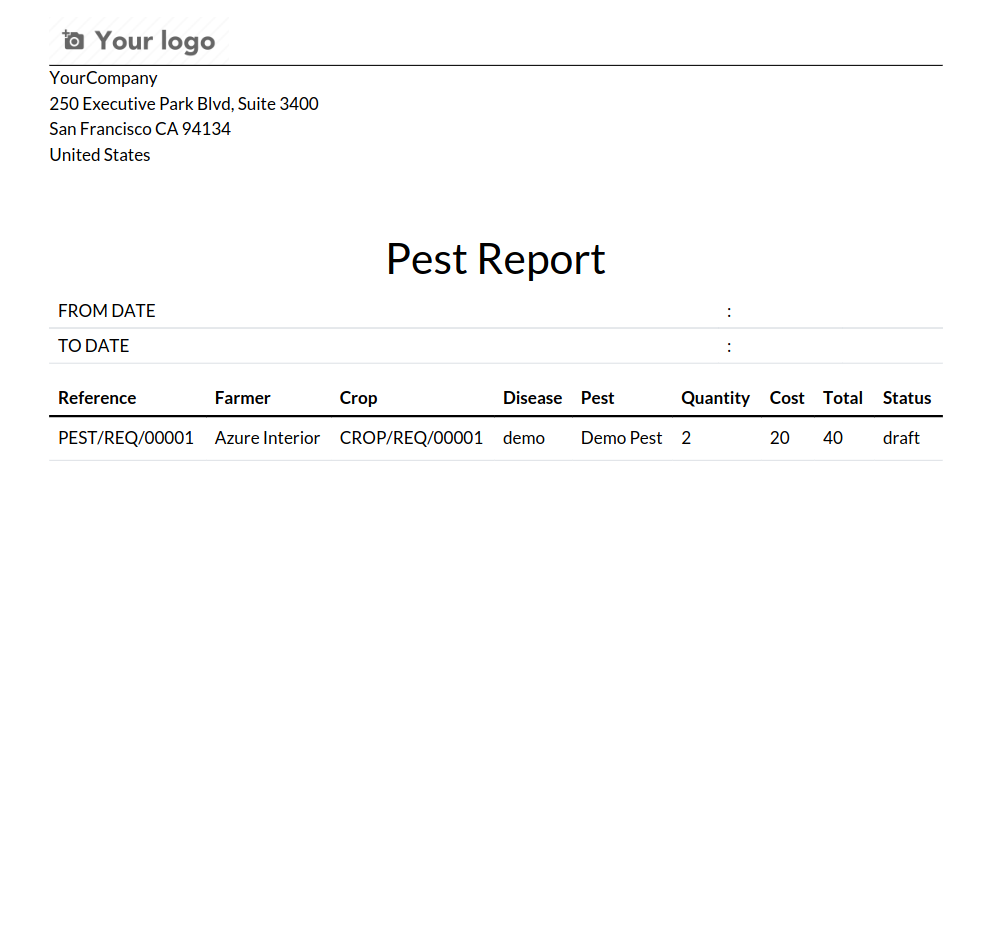 Your logo
YourCompany
250 Executive Park Blvd, Suite 3400
San Francisco CA 94134
United States
Pest Report
FROM DATE :
TO DATE :
Reference Farmer Crop Disease Pest Quantity Cost Total Status
PEST/REQ/00001 Azure Interior CROP/REQ/00001 demo Demo Pest 2 20 40 draft